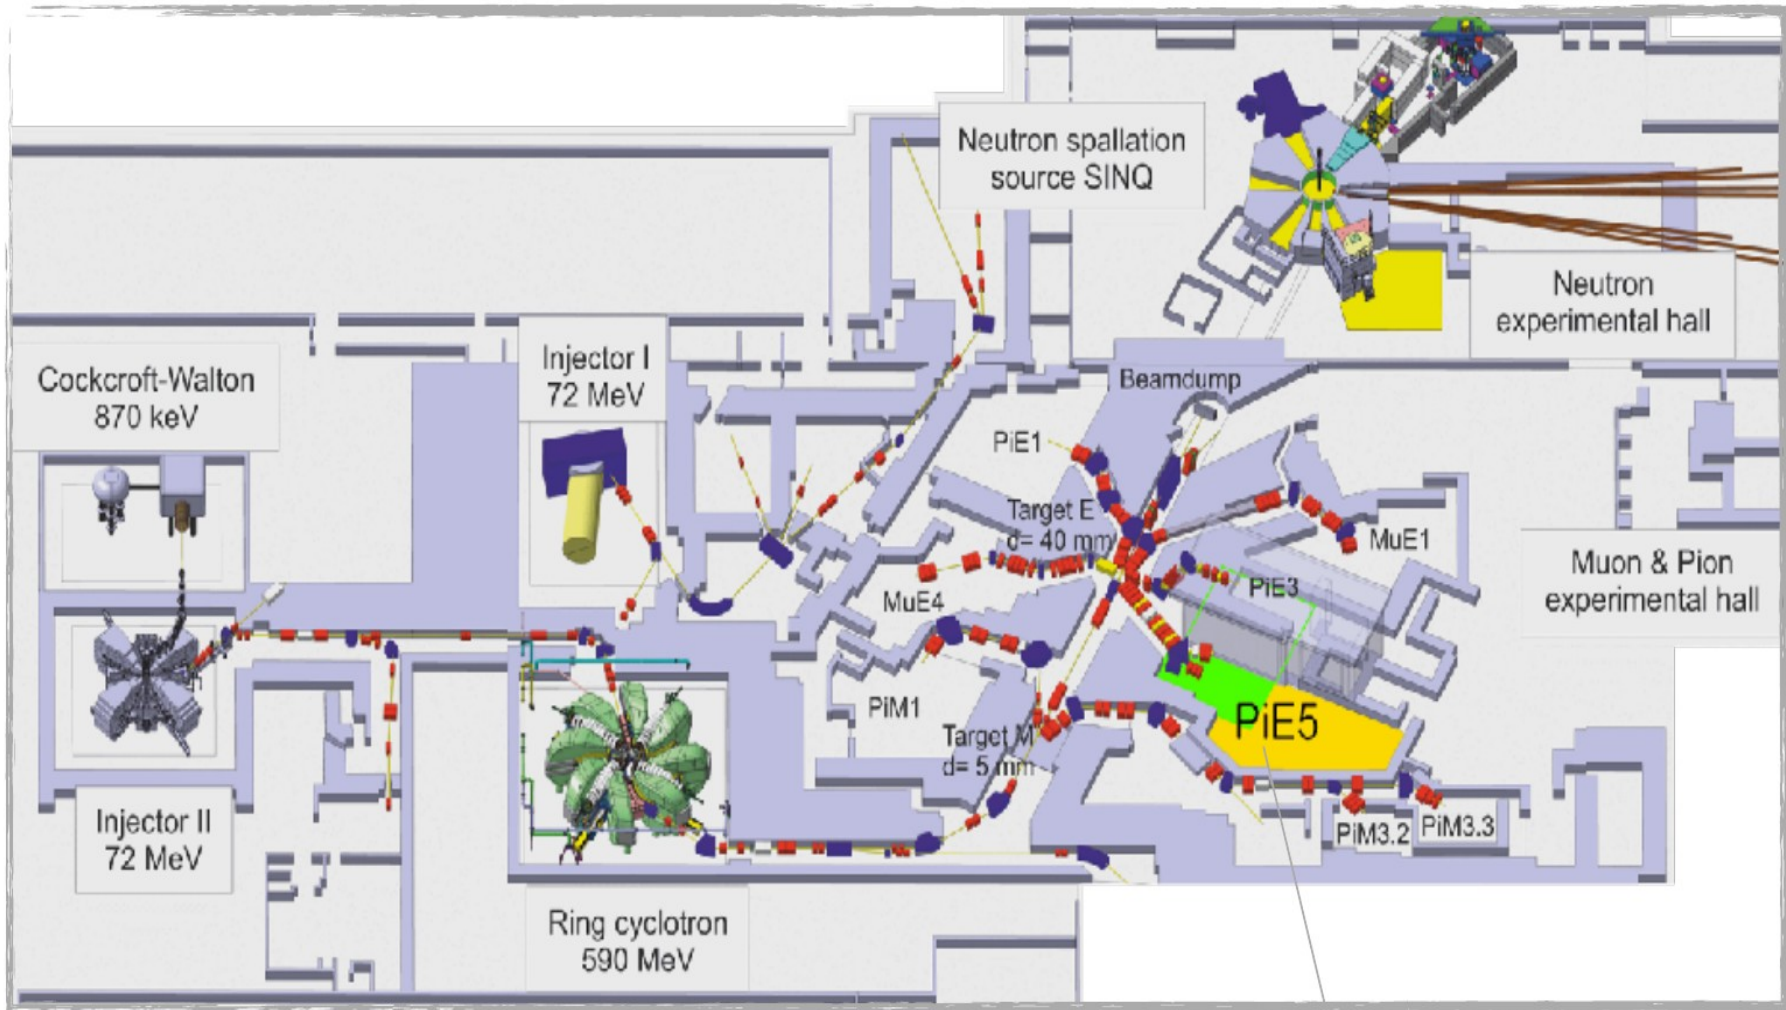 Neutron spallation
source SINQ
Neutron
experimental hall
Cockcroft-Walton
870 keV
Injector I
72 MeV
Beamdump
PiE1
Target E
d= 40 mm
MuE1
Muon & Pion
experimental hall
PiE3
MuE4
PiM1
PiE5
Target M
d= 5 mm
Injector II
72 MeV
PiM3.2
PiM3.3
Ring cyclotron
590 MeV